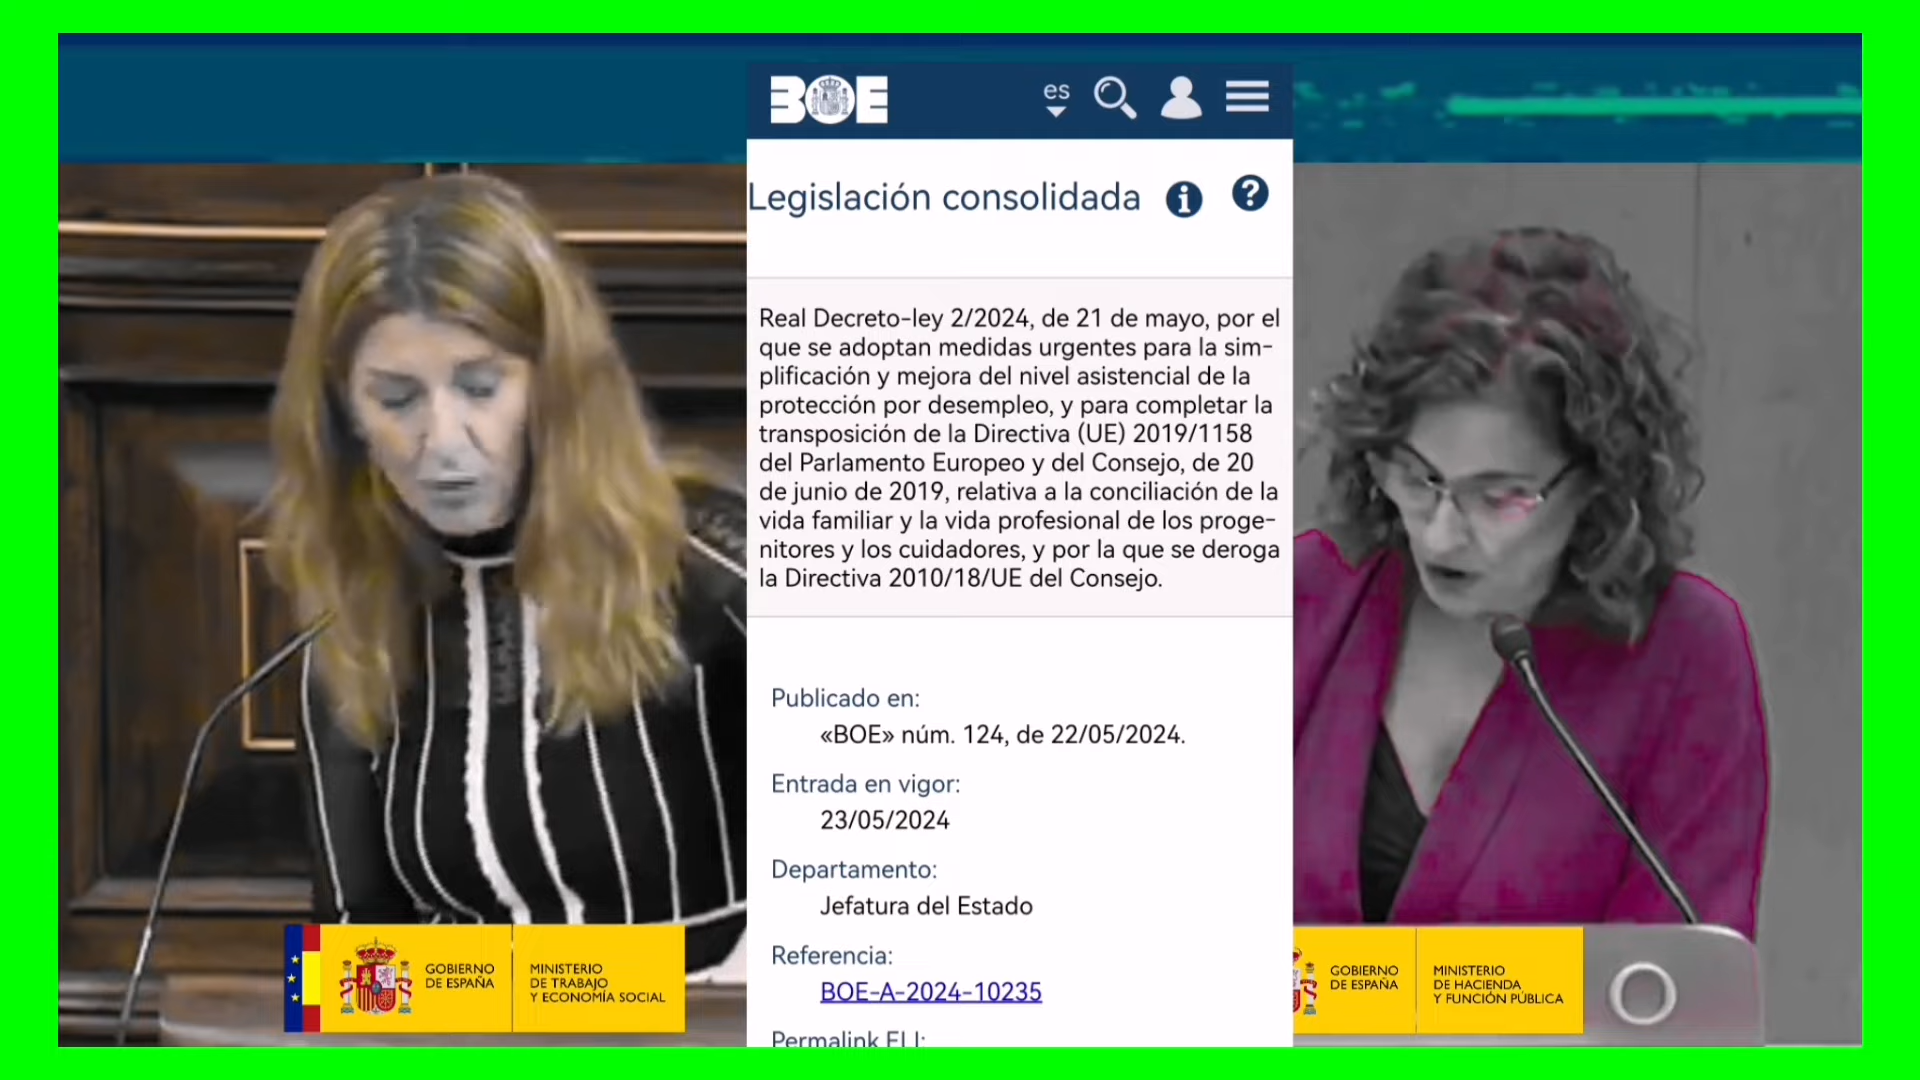 BOE
es
Legislación consolidada
Real Decreto-ley 2/2024, de 21 de mayo, por el
que se adoptan medidas urgentes para la sim-
plificación y mejora del nivel asistencial de la
protección por desempleo, y para completar la
transposición de la Directiva (UE) 2019/1158
del Parlamento Europeo y del Consejo, de 20
de junio de 2019, relativa a la conciliación de la
vida familiar y la vida profesional de los proge-
nitores y los cuidadores, y por la que se deroga
la Directiva 2010/18/UE del Consejo.
Publicado en:
«BOE» núm. 124, de 22/05/2024.
Entrada en vigor:
23/05/2024
Departamento:
Jefatura del Estado
Referencia:
BOE-A-2024-10235
Permalink ELI:
GOBIERNO
DE ESPAÑA
MINISTERIO
DE TRABAJO
Y ECONOMÍA SOCIAL
GOBIERNO
DE ESPAÑA
MINISTERIO
DE HACIENDA
Y FUNCIÓN PÚBLICA